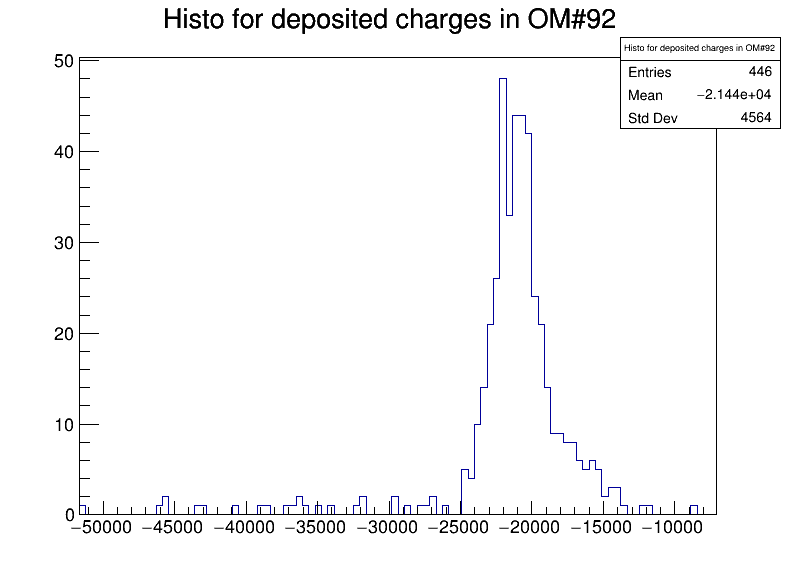 Histo for deposited charges in OM#92
Histo for deposited charges in OM#92
Entries 446
Mean −2.144e+04
Std Dev 4564
50
40
30
20
10
0
−50000 −45000 −40000 −35000 −30000 −25000 −20000 −15000 −10000